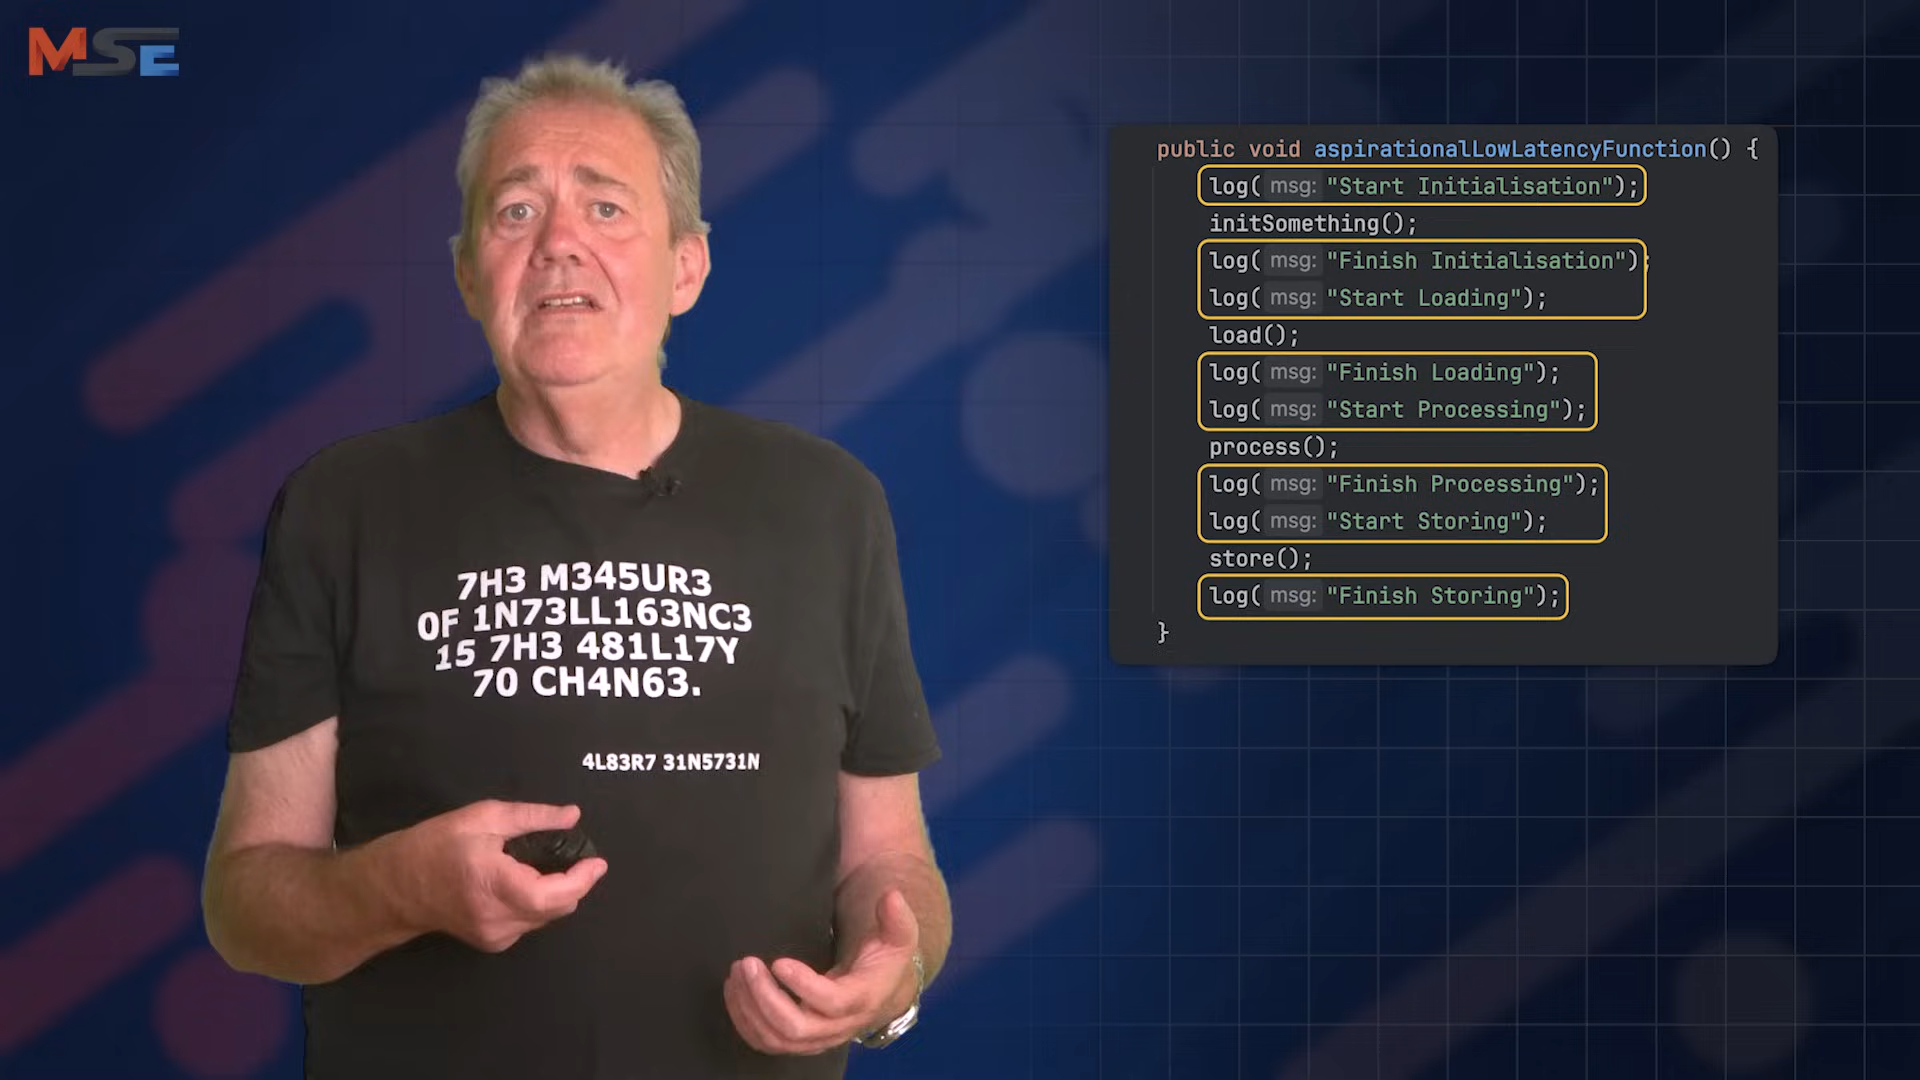 MSE
7H3 M345UR3
0F 1N73LL163NC3
15 7H3 481L17Y
70 CH4N63.
4L83R7 31N5731N
public void aspirationalLowLatencyFunction() {
log( msg: "Start Initialisation");
initSomething();
log( msg: "Finish Initialisation");
log( msg: "Start Loading");
load();
log( msg: "Finish Loading");
log( msg: "Start Processing");
process();
log( msg: "Finish Processing");
log( msg: "Start Storing");
store();
log( msg: "Finish Storing");
}